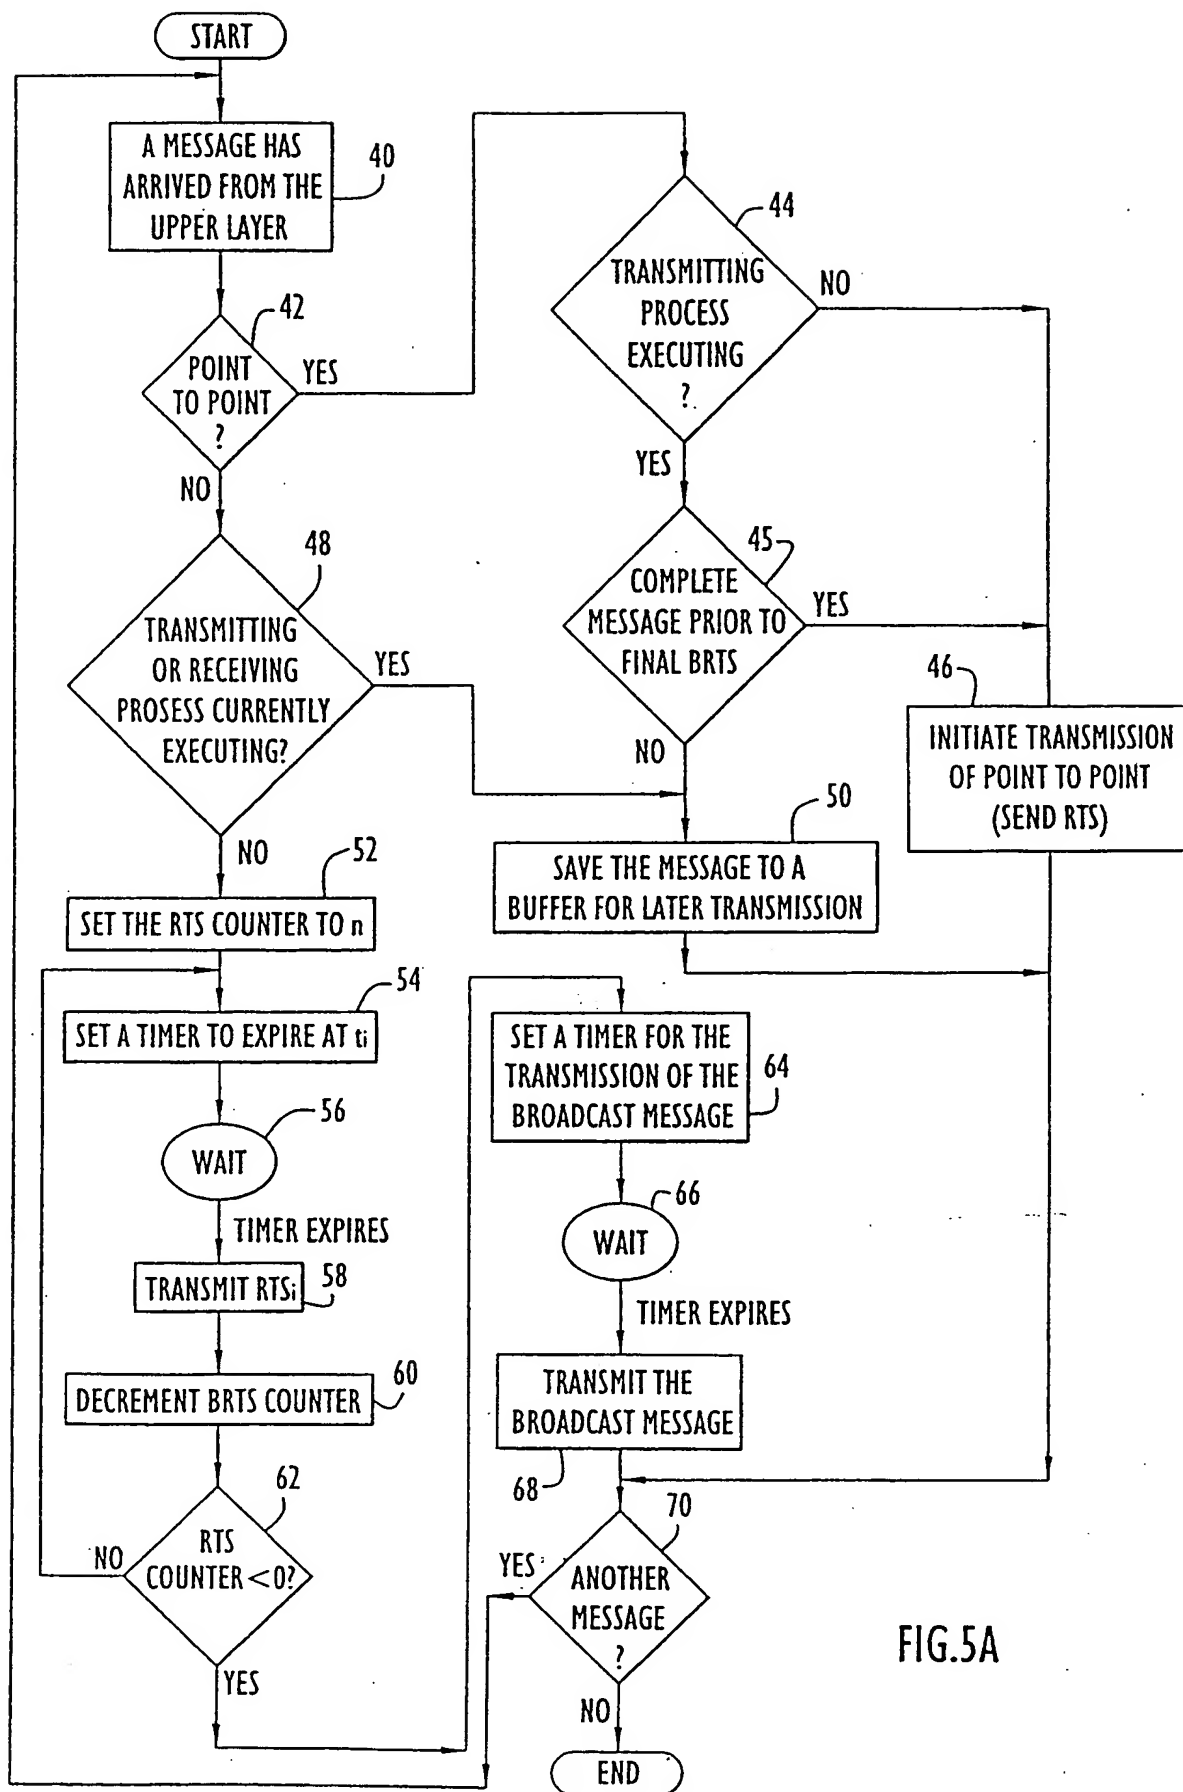 START
A MESSAGE HAS
ARRIVED FROM THE
UPPER LAYER
40
42
POINT
TO POINT
?
YES
NO
44
TRANSMITTING
PROCESS
EXECUTING
?
NO
YES
45
COMPLETE
MESSAGE PRIOR TO
FINAL BRTS
YES
NO
46
INITIATE TRANSMISSION
OF POINT TO POINT
(SEND RTS)
48
TRANSMITTING
OR RECEIVING
PROSESS CURRENTLY
EXECUTING?
YES
NO
50
SAVE THE MESSAGE TO A
BUFFER FOR LATER TRANSMISSION
52
SET THE RTS COUNTER TO n
54
SET A TIMER TO EXPIRE AT ti
56
WAIT
TIMER EXPIRES
TRANSMIT RTSi
58
DECREMENT BRTS COUNTER
60
62
RTS
COUNTER <0?
NO
YES
SET A TIMER FOR THE
TRANSMISSION OF THE
BROADCAST MESSAGE
64
66
WAIT
TIMER EXPIRES
TRANSMIT THE
BROADCAST MESSAGE
68
70
ANOTHER
MESSAGE
?
YES
NO
END
FIG.5A